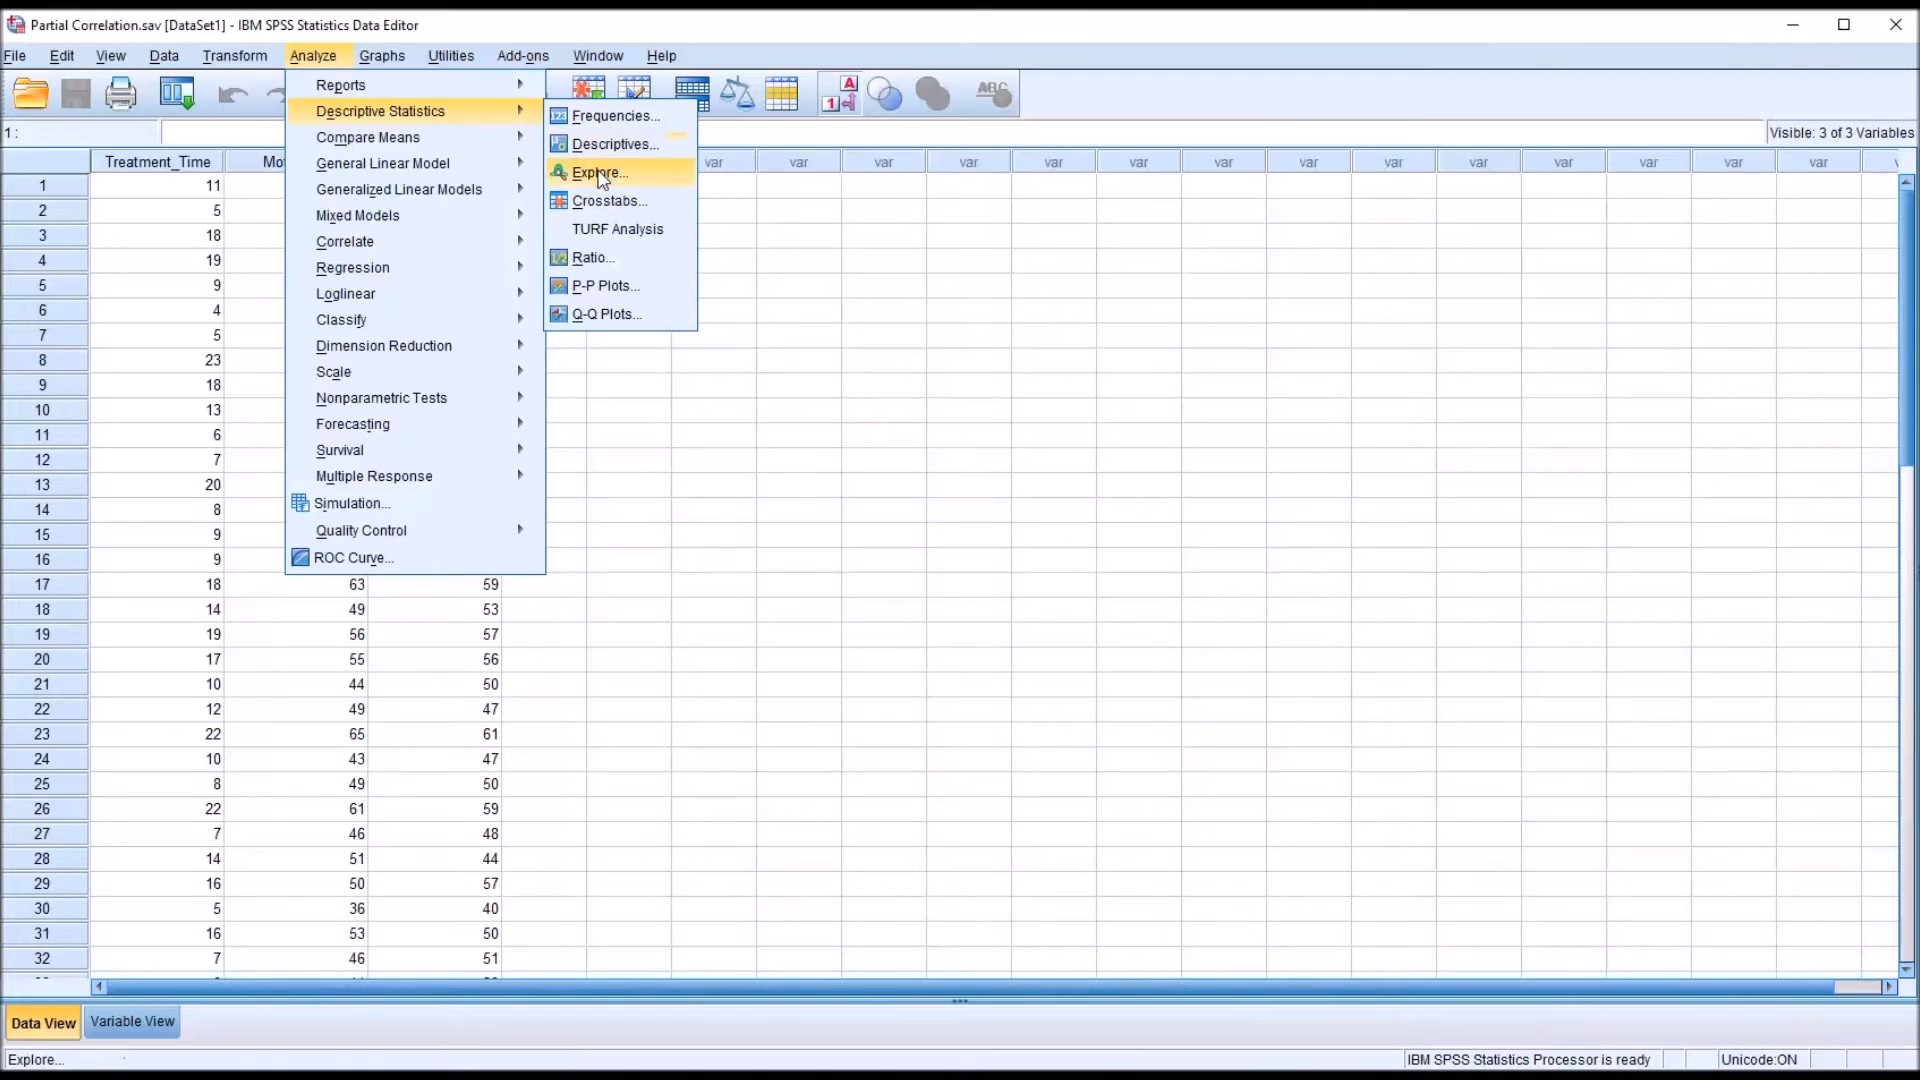 Partial Correlation.sav [DataSet1] - IBM SPSS Statistics Data Editor
File Edit View Data Transform Analyze Graphs Utilities Add-ons Window Help
1 :
Visible: 3 of 3 Variables
Reports
Descriptive Statistics
Compare Means
General Linear Model
Generalized Linear Models
Mixed Models
Correlate
Regression
Loglinear
Classify
Dimension Reduction
Scale
Nonparametric Tests
Forecasting
Survival
Multiple Response
Simulation...
Quality Control
ROC Curve...
Frequencies...
Descriptives...
Explore...
Crosstabs...
TURF Analysis
Ratio...
P-P Plots...
Q-Q Plots...
Treatment_Time Mo var var var var var var var var var var var var var var
1 11
2 5
3 18
4 19
5 9
6 4
7 5
8 23
9 18
10 13
11 6
12 7
13 20
14 8
15 9
16 9
17 18 63 59
18 14 49 53
19 19 56 57
20 17 55 56
21 10 44 50
22 12 49 47
23 22 65 61
24 10 43 47
25 8 49 50
26 22 61 59
27 7 46 48
28 14 51 44
29 16 50 57
30 5 36 40
31 16 53 50
32 7 46 51
Data View Variable View
Explore... IBM SPSS Statistics Processor is ready Unicode:ON